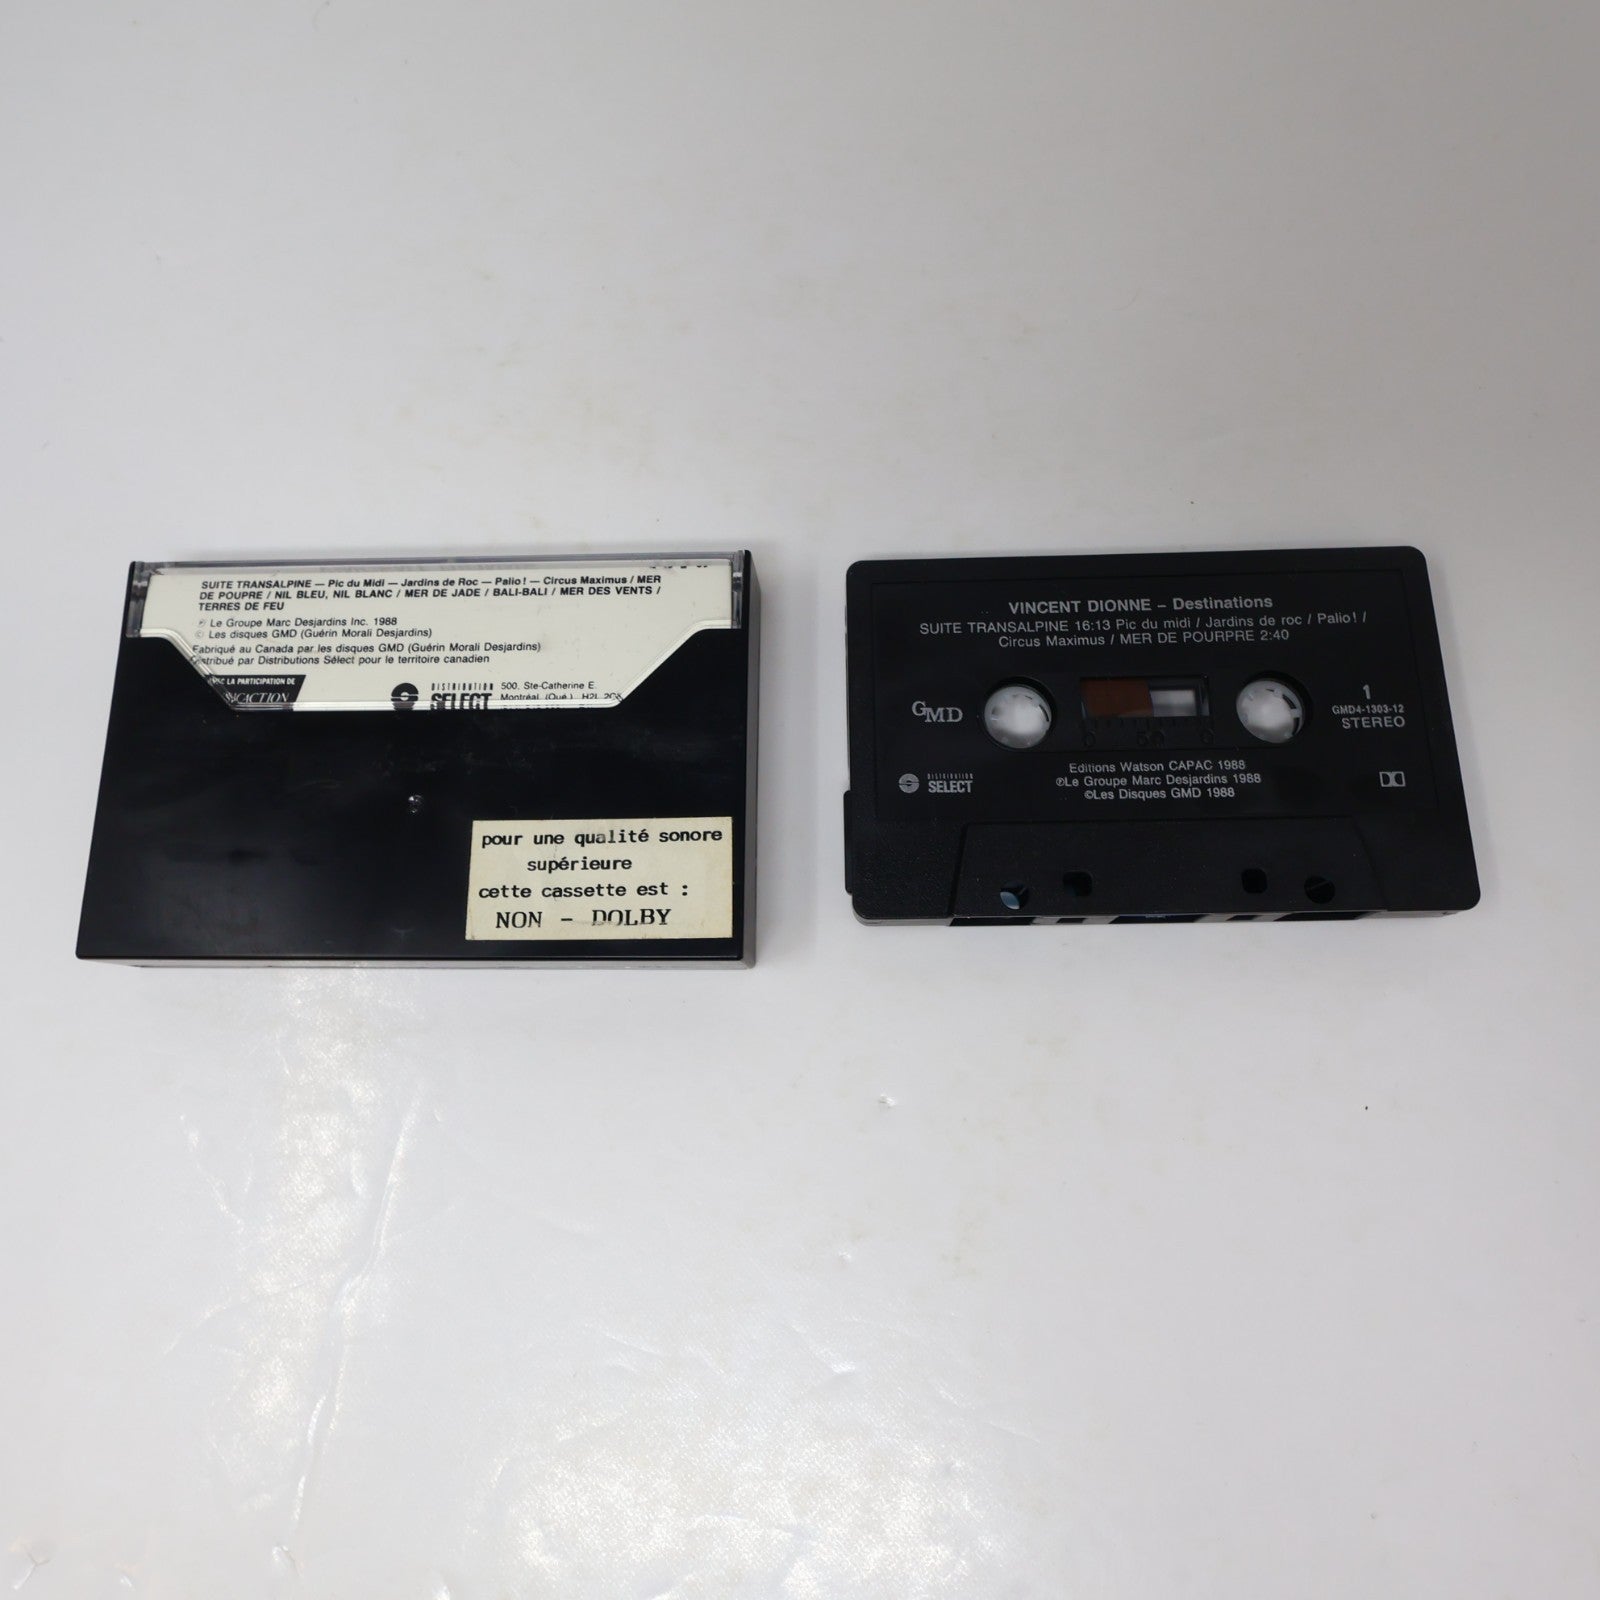 SUITE TRANSALPINE — Pic du Midi — Jardins de Roc — Palio! — Circus Maximus / MER
DE POUPRE / NIL BLEU, NIL BLANC / MER DE JADE / BALI-BALI / MER DES VENTS /
TERRES DE FEU
℗ Le Groupe Marc Desjardins Inc. 1988
© Les disques GMD (Guérin Morali Desjardins)
Fabriqué au Canada par les disques GMD (Guérin Morali Desjardins)
Distribué par Distributions Sélect pour le territoire canadien
LA PARTICIPATION DE
DISTRIBUTION
SELECT
500, Ste-Catherine E.
Montréal, (Qué.)
pour une qualité sonore
supérieure
cette cassette est :
NON - DOLBY
VINCENT DIONNE – Destinations
SUITE TRANSALPINE 16:13 Pic du midi / Jardins de roc / Palio! /
Circus Maximus / MER DE POURPRE 2:40
GMD
1
GMD4-1303-12
STEREO
0 50 0
Editions Watson CAPAC 1988
℗Le Groupe Marc Desjardins 1988
©Les Disques GMD 1988
DISTRIBUTION
SELECT